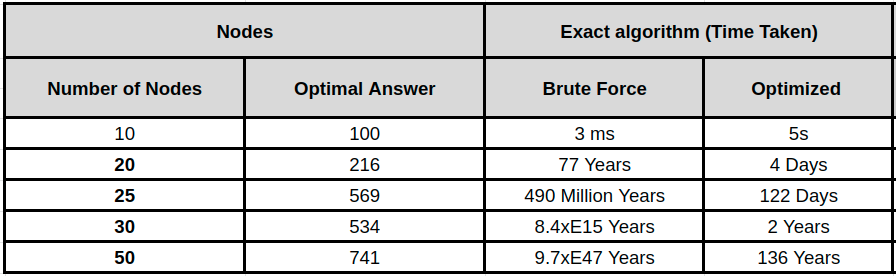 Nodes Exact algorithm (Time Taken)
Number of Nodes Optimal Answer Brute Force Optimized
10 100 3 ms 5s
20 216 77 Years 4 Days
25 569 490 Million Years 122 Days
30 534 8.4xE15 Years 2 Years
50 741 9.7xE47 Years 136 Years